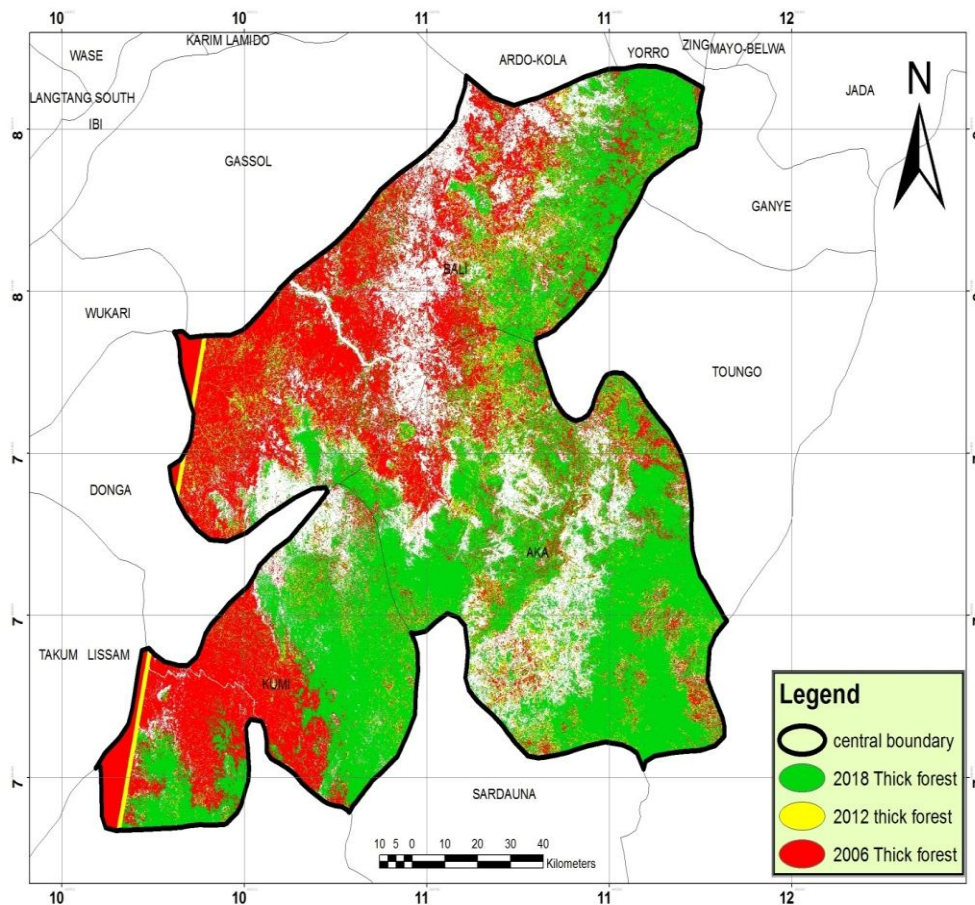 10 10 11 11 12
KARIM LAMIDO
WASE
ZING MAYO-BELWA
YORRO
ARDO-KOLA
N
JADA
LANGTANG SOUTH
IBI
8
GASSOL
GANYE
BALI
8
WUKARI
TOUNGO
7
DONGA
AKA
7
TAKUM LISSAM
KUMI
Legend
central boundary
2018 Thick forest
2012 thick forest
2006 Thick forest
7
SARDAUNA
10 5 0 10 20 30 40
Kilometers
10 10 11 11 12